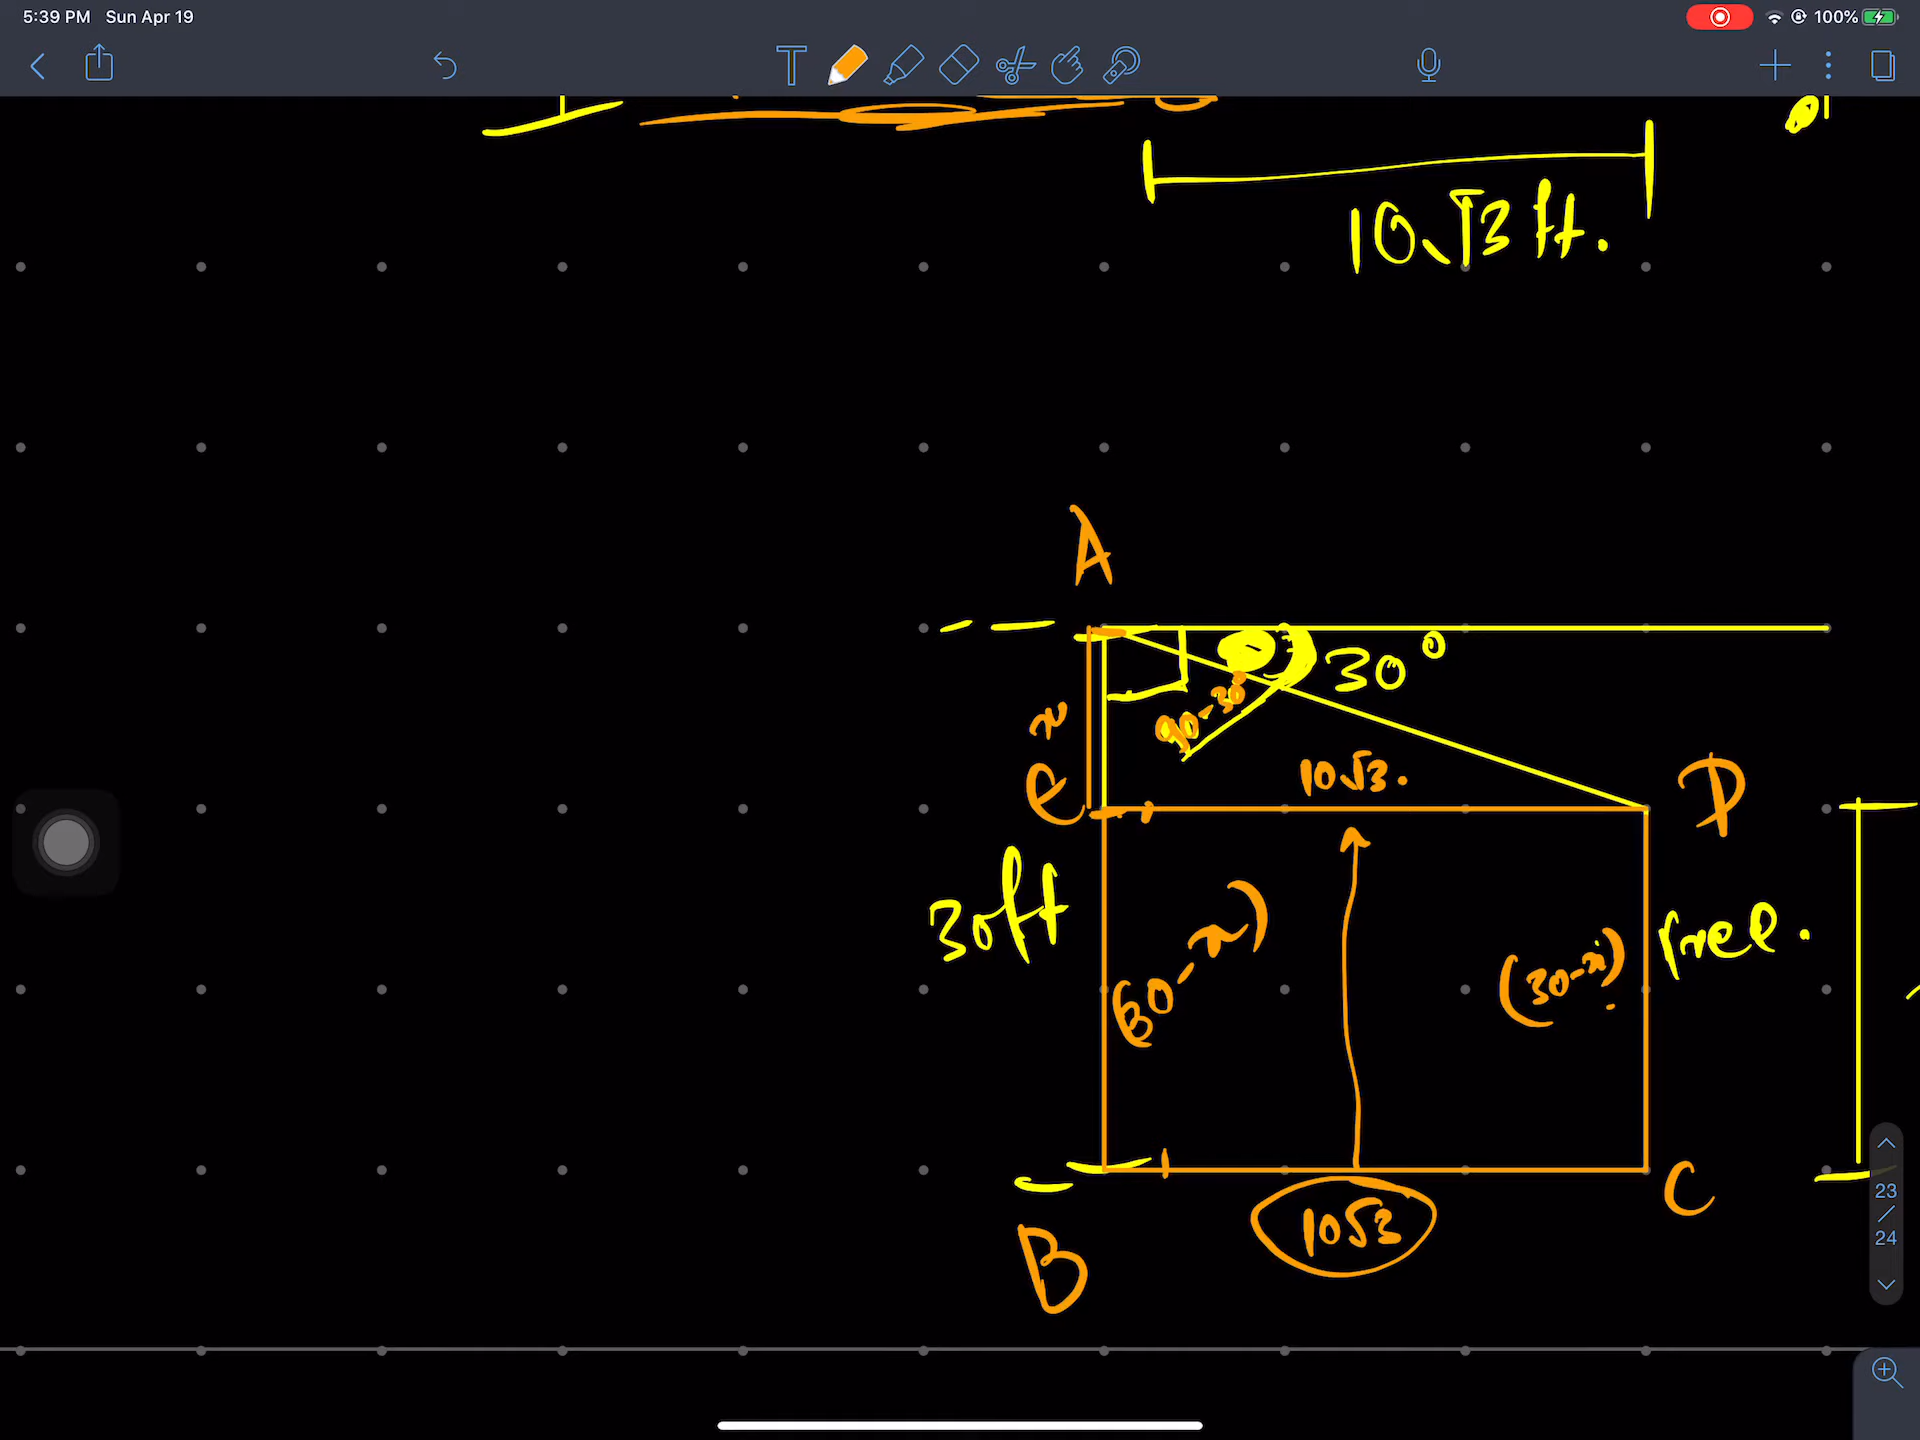 5:39 PM Sun Apr 19
100%
T
10√3 ft.
A
30°
90-30
x
e
10√3.
D
30ft
(30-x)
(30-x)
Tree.
C
10√3
B
23
/
24